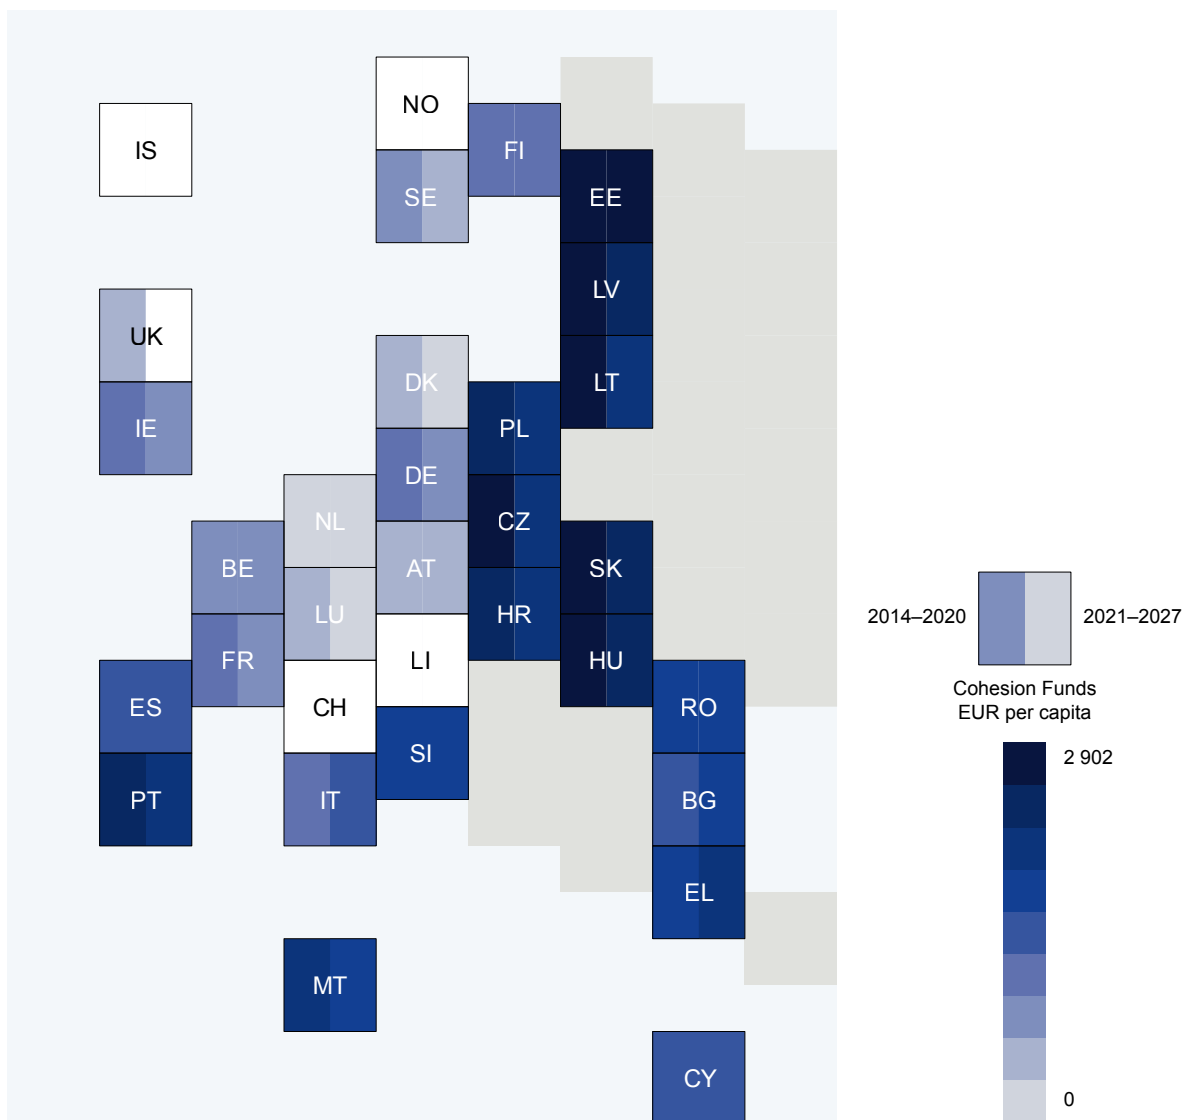 NO
IS
FI
SE
EE
LV
UK
DK
LT
IE
PL
DE
NL
CZ
BE
AT
SK
LU
HR
FR
LI
HU
ES
CH
RO
SI
PT
IT
BG
EL
MT
CY
2014–2020
2021–2027
Cohesion Funds
EUR per capita
2 902
0